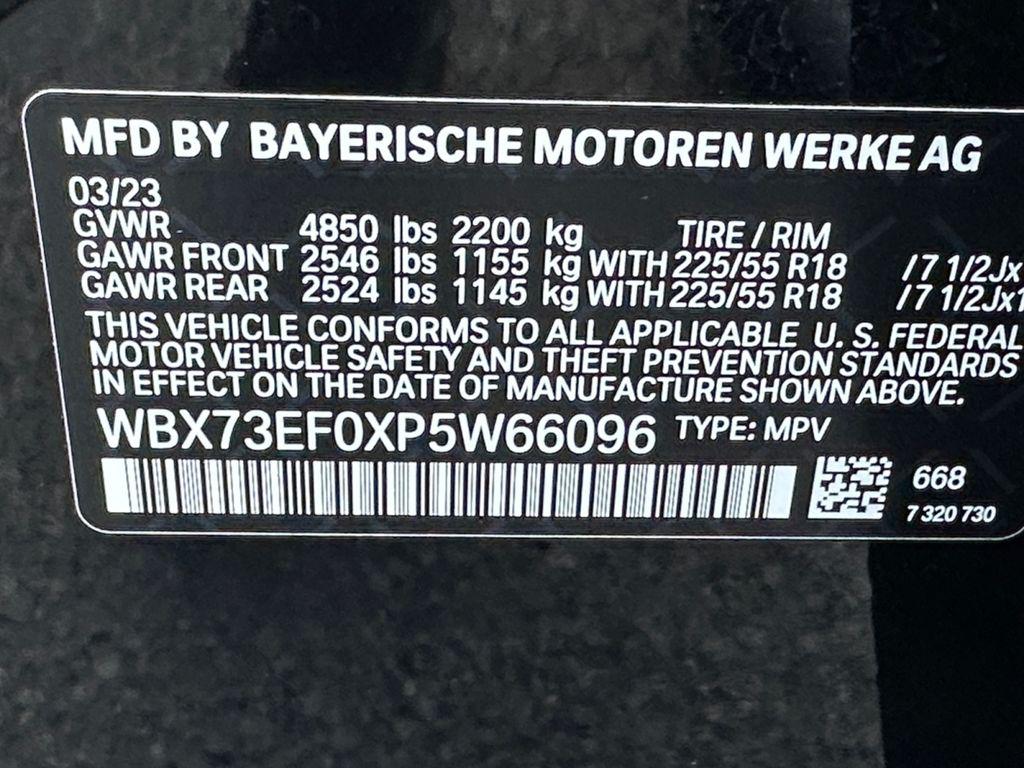 MFD BY BAYERISCHE MOTOREN WERKE AG
03/23
GVWR 4850 lbs 2200 kg TIRE / RIM
GAWR FRONT 2546 lbs 1155 kg WITH 225/55 R18 / 7 1/2Jx
GAWR REAR 2524 lbs 1145 kg WITH 225/55 R18 / 7 1/2Jx1
THIS VEHICLE CONFORMS TO ALL APPLICABLE U. S. FEDERAL
MOTOR VEHICLE SAFETY AND THEFT PREVENTION STANDARDS
IN EFFECT ON THE DATE OF MANUFACTURE SHOWN ABOVE.
WBX73EF0XP5W66096 TYPE: MPV
668
7 320 730